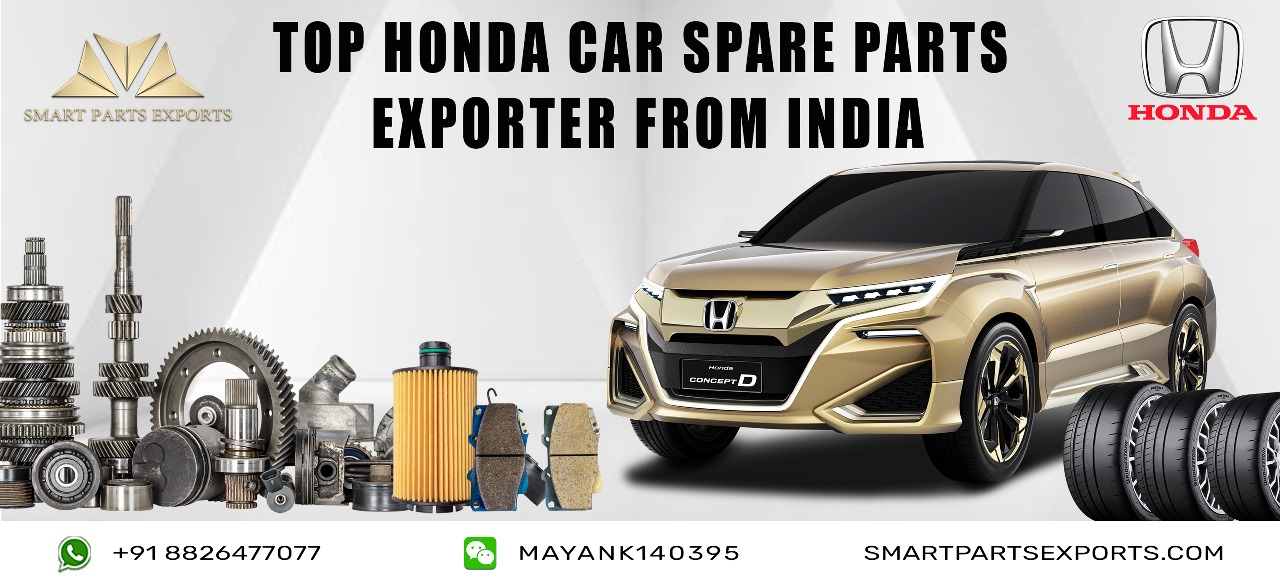 TOP HONDA CAR SPARE PARTS
EXPORTER FROM INDIA
SMART PARTS EXPORTS
HONDA
Honda
CONCEPT D
+91 8826477077
MAYANK140395
SMARTPARTSEXPORTS.COM